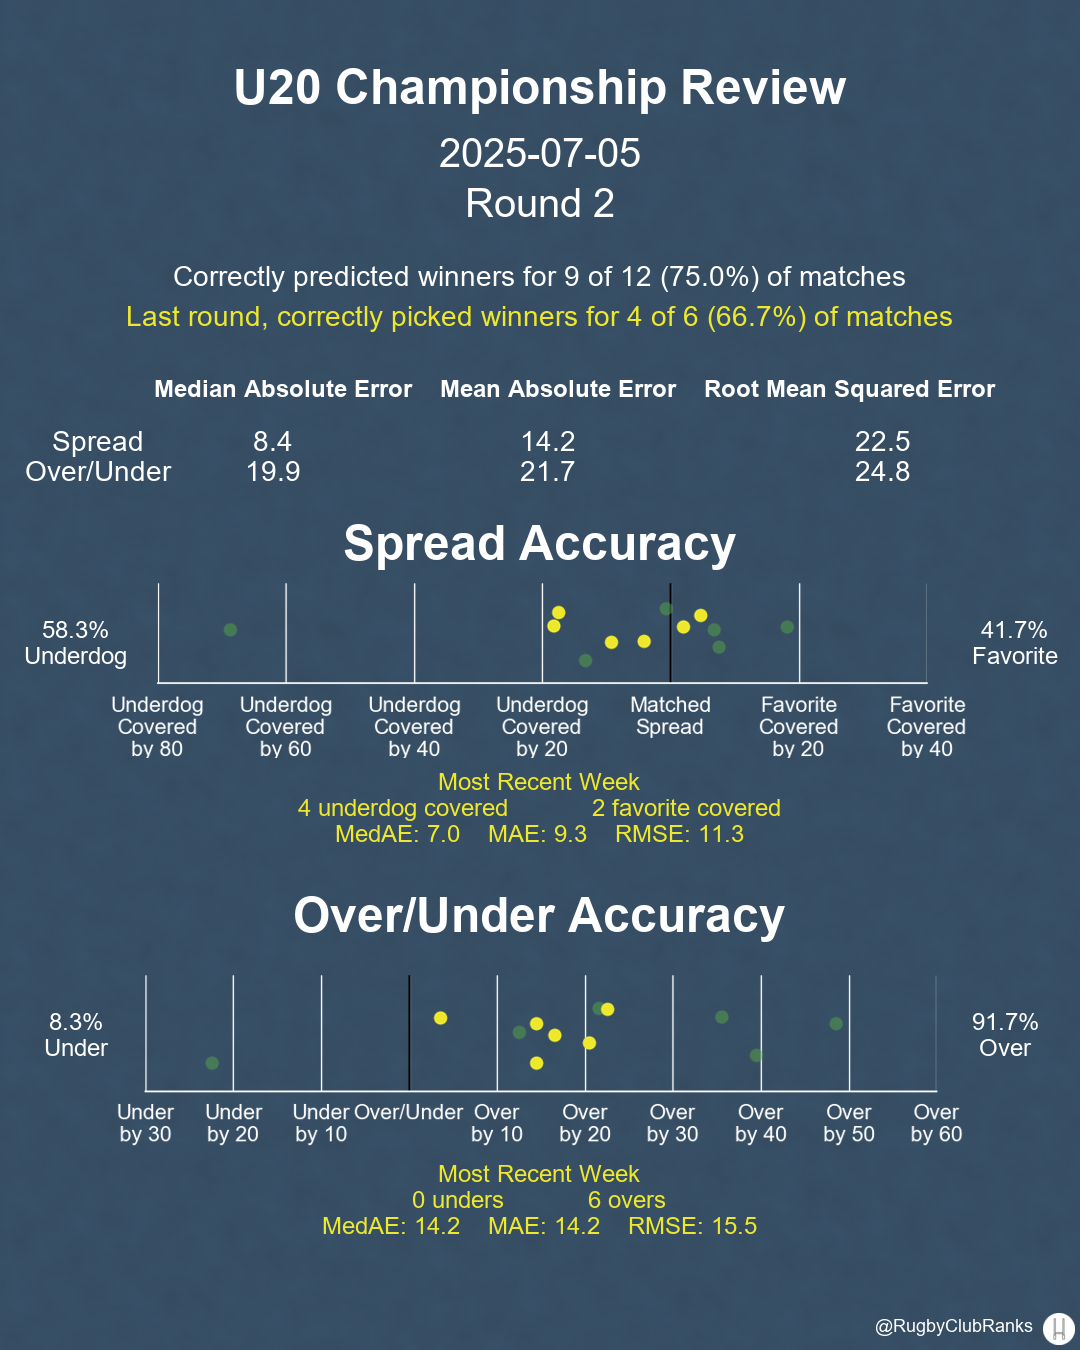 U20 Championship Review
2025-07-05
Round 2
Correctly predicted winners for 9 of 12 (75.0%) of matches
Last round, correctly picked winners for 4 of 6 (66.7%) of matches
Median Absolute Error Mean Absolute Error Root Mean Squared Error
Spread 8.4 14.2 22.5
Over/Under 19.9 21.7 24.8
Spread Accuracy
58.3% 41.7%
Underdog Favorite
Underdog Underdog Underdog Underdog Matched Favorite Favorite
Covered Covered Covered Covered Spread Covered Covered
by 80 by 60 by 40 by 20 by 20 by 40
Most Recent Week
4 underdog covered 2 favorite covered
MedAE: 7.0 MAE: 9.3 RMSE: 11.3
Over/Under Accuracy
8.3% 91.7%
Under Over
Under Under Under Over/Under Over Over Over Over Over Over
by 30 by 20 by 10 by 10 by 20 by 30 by 40 by 50 by 60
Most Recent Week
0 unders 6 overs
MedAE: 14.2 MAE: 14.2 RMSE: 15.5
@RugbyClubRanks